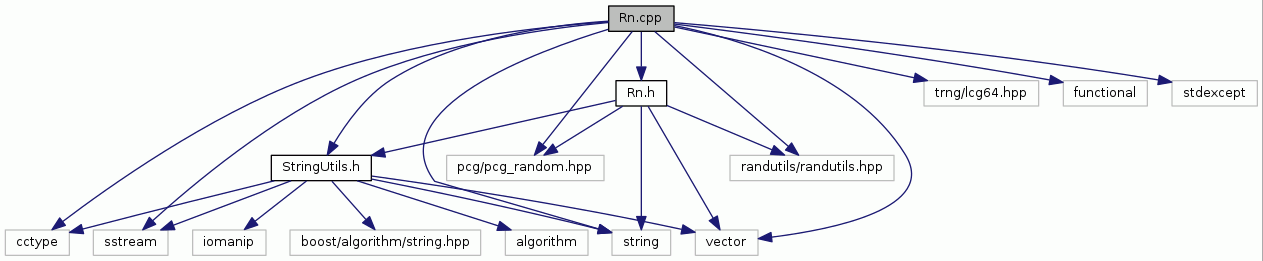 Rn.cpp
Rn.h
trng/lcg64.hpp
functional
stdexcept
StringUtils.h
pcg/pcg_random.hpp
randutils/randutils.hpp
cctype
sstream
iomanip
boost/algorithm/string.hpp
algorithm
string
vector